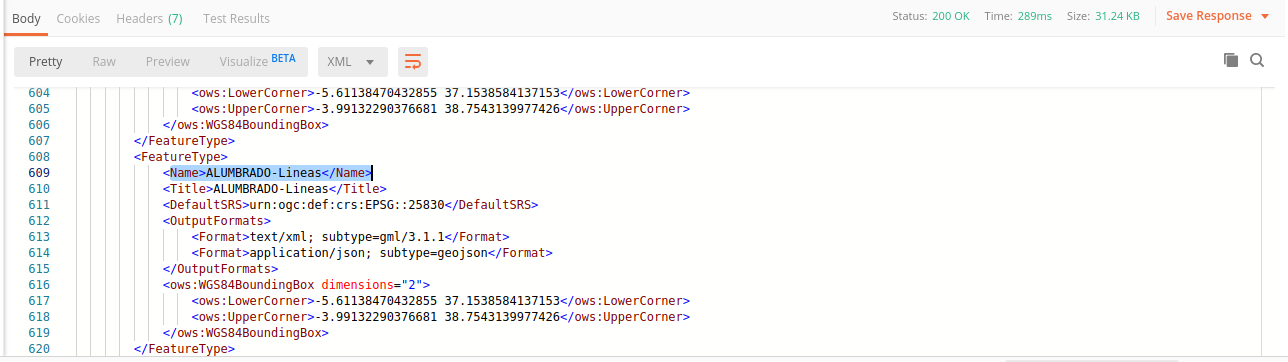 Body Cookies Headers (7) Test Results Status: 200 OK Time: 289ms Size: 31.24 KB Save Response
Pretty Raw Preview Visualize BETA XML
604 <ows:LowerCorner>-5.61138470432855 37.1538584137153</ows:LowerCorner>
605 <ows:UpperCorner>-3.99132290376681 38.7543139977426</ows:UpperCorner>
606 </ows:WGS84BoundingBox>
607 </FeatureType>
608 <FeatureType>
609 <Name>ALUMBRADO-Lineas</Name>
610 <Title>ALUMBRADO-Lineas</Title>
611 <DefaultSRS>urn:ogc:def:crs:EPSG::25830</DefaultSRS>
612 <OutputFormats>
613 <Format>text/xml; subtype=gml/3.1.1</Format>
614 <Format>application/json; subtype=geojson</Format>
615 </OutputFormats>
616 <ows:WGS84BoundingBox dimensions="2">
617 <ows:LowerCorner>-5.61138470432855 37.1538584137153</ows:LowerCorner>
618 <ows:UpperCorner>-3.99132290376681 38.7543139977426</ows:UpperCorner>
619 </ows:WGS84BoundingBox>
620 </FeatureType>